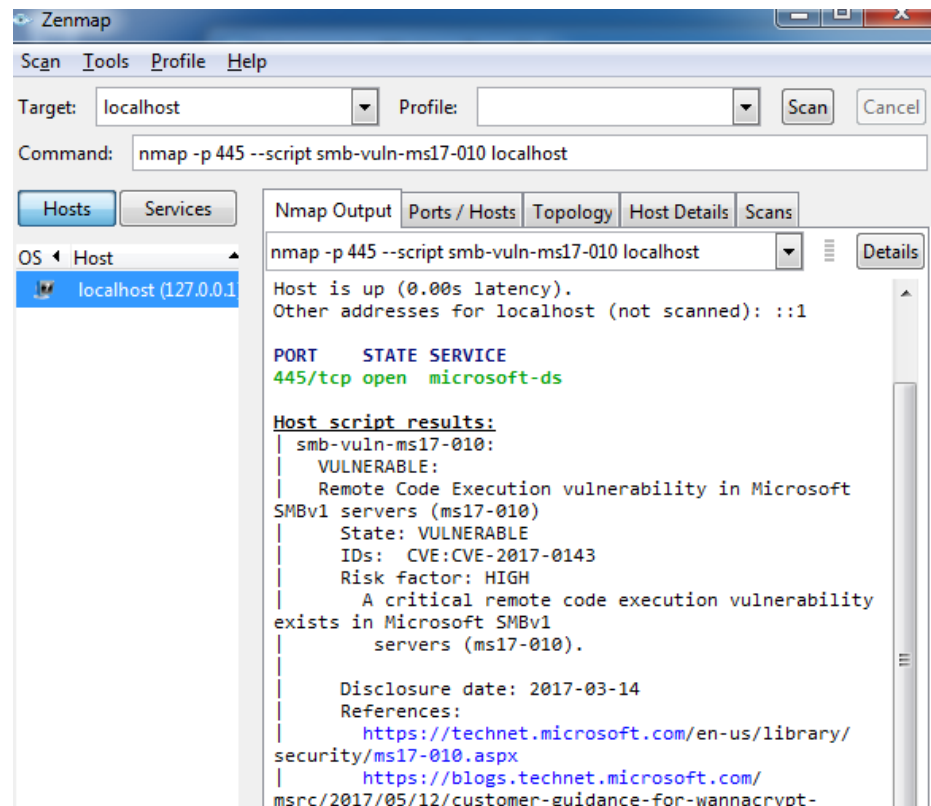 Zenmap
Scan Tools Profile Help
Target: localhost Profile: Scan Cancel
Command: nmap -p 445 --script smb-vuln-ms17-010 localhost
Hosts Services
OS Host
localhost (127.0.0.1
Nmap Output Ports / Hosts Topology Host Details Scans
nmap -p 445 --script smb-vuln-ms17-010 localhost Details
Host is up (0.00s latency).
Other addresses for localhost (not scanned): ::1
PORT STATE SERVICE
445/tcp open microsoft-ds
Host script results:
| smb-vuln-ms17-010:
| VULNERABLE:
| Remote Code Execution vulnerability in Microsoft
SMBv1 servers (ms17-010)
| State: VULNERABLE
| IDs: CVE:CVE-2017-0143
| Risk factor: HIGH
| A critical remote code execution vulnerability
exists in Microsoft SMBv1
| servers (ms17-010).
|
| Disclosure date: 2017-03-14
| References:
| https://technet.microsoft.com/en-us/library/
security/ms17-010.aspx
| https://blogs.technet.microsoft.com/
msrc/2017/05/12/customer-guidance-for-wannacrypt-